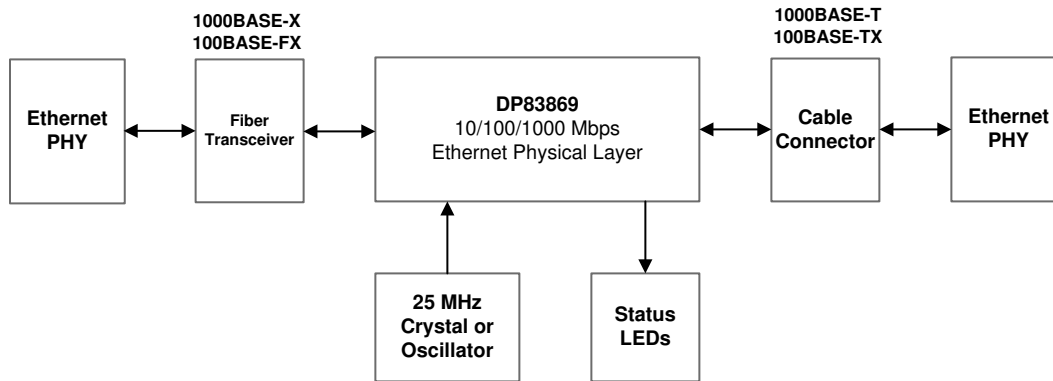 1000BASE-X
100BASE-FX
1000BASE-T
100BASE-TX
Ethernet
PHY
Fiber
Transceiver
DP83869
10/100/1000 Mbps
Ethernet Physical Layer
Cable
Connector
Ethernet
PHY
25 MHz
Crystal or
Oscillator
Status
LEDs